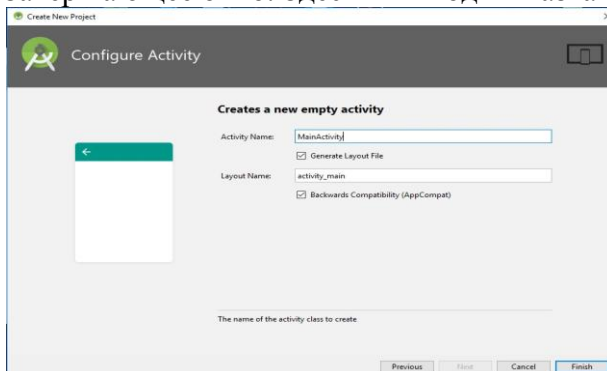 Create New Project
Configure Activity
Creates a new empty activity
Activity Name: MainActivity
Generate Layout File
Layout Name: activity_main
Backwards Compatibility (AppCompat)
The name of the activity class to create
Previous Next Cancel Finish